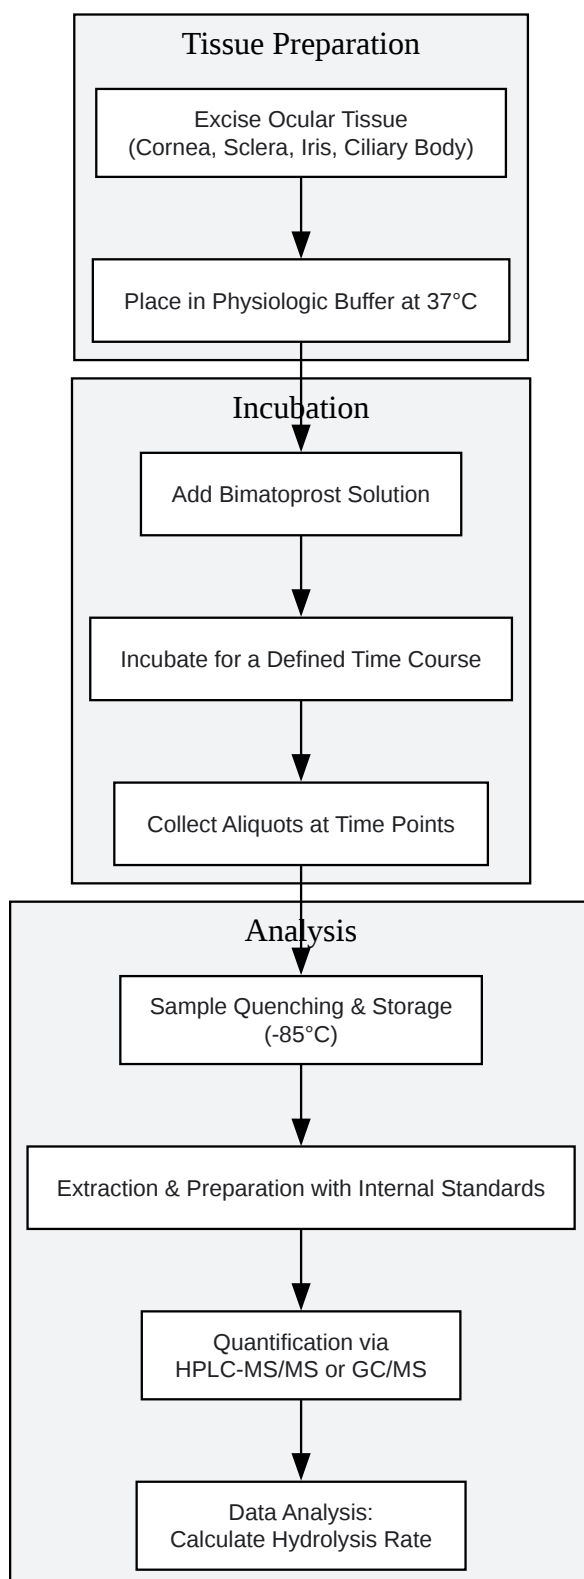 Tissue Preparation
Excise Ocular Tissue
(Cornea, Sclera, Iris, Ciliary Body)
Place in Physiologic Buffer at 37°C
Incubation
Add Bimatoprost Solution
Incubate for a Defined Time Course
Collect Aliquots at Time Points
Analysis
Sample Quenching & Storage
(-85°C)
Extraction & Preparation with Internal Standards
Quantification via
HPLC-MS/MS or GC/MS
Data Analysis:
Calculate Hydrolysis Rate